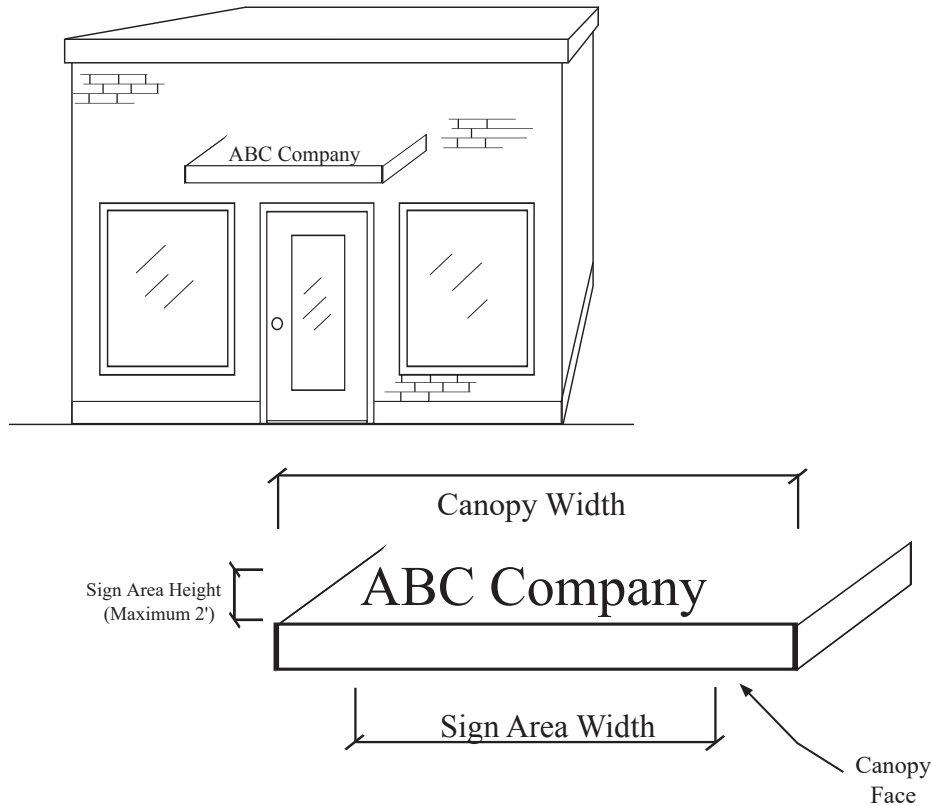 ABC Company
Canopy Width
Sign Area Height
(Maximum 2')
ABC Company
Sign Area Width
Canopy
Face